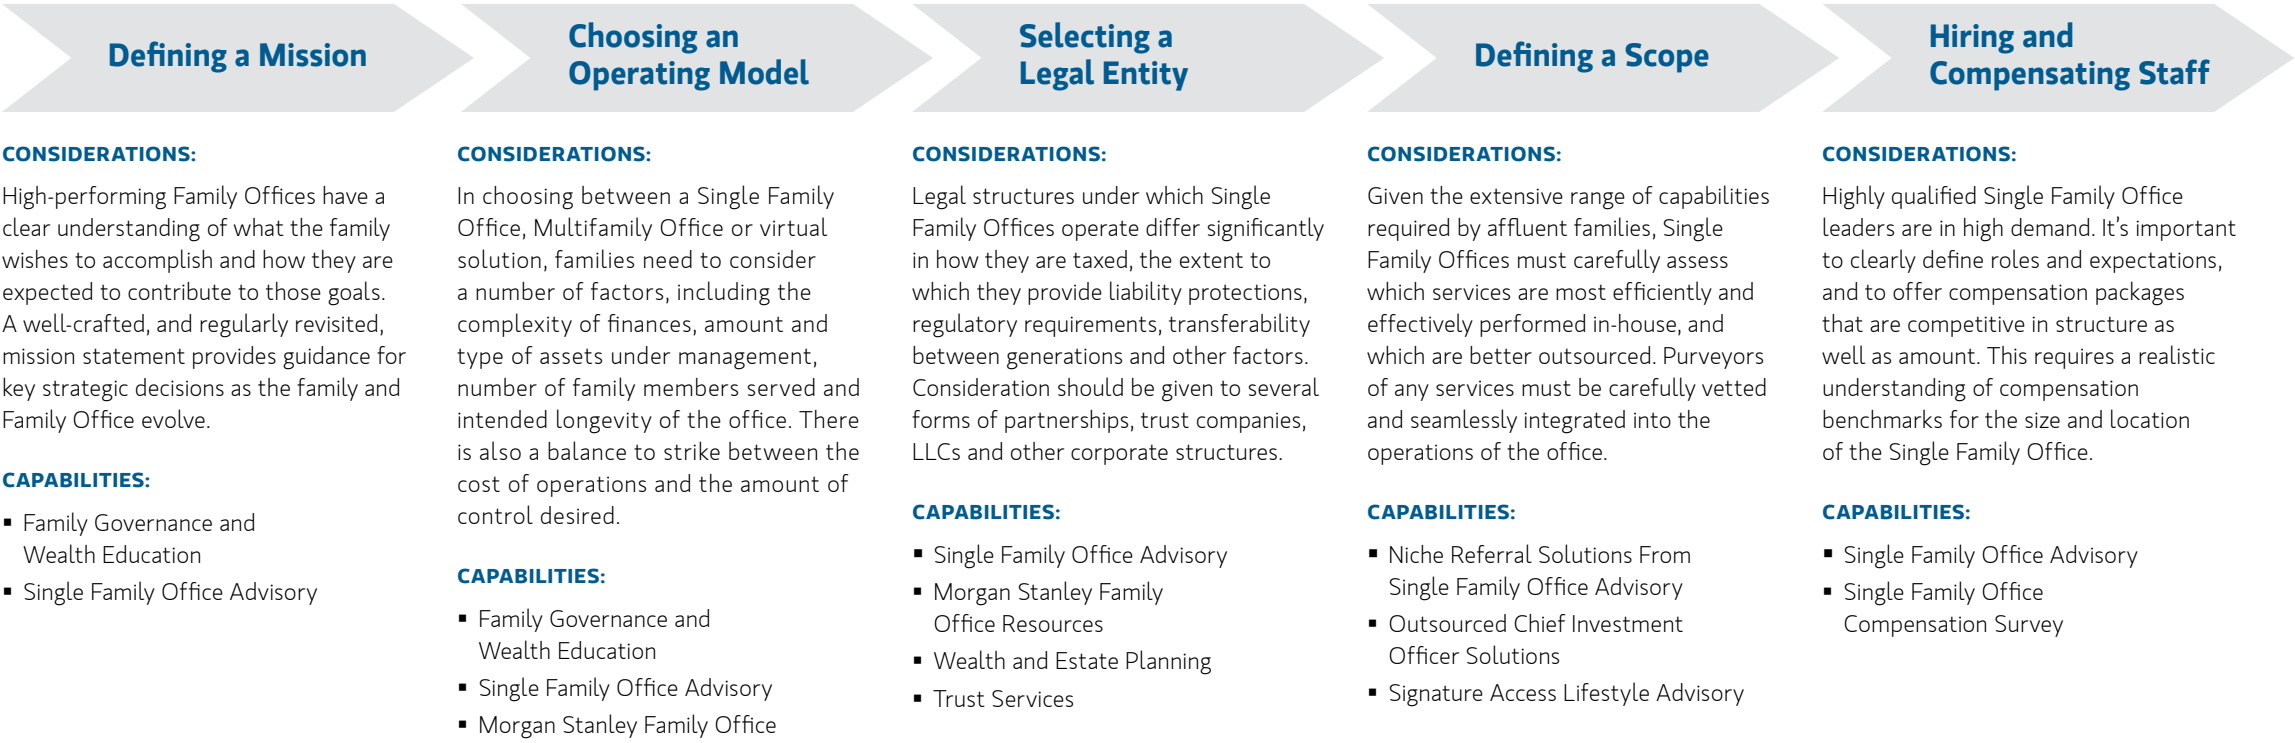 Defining a Mission
CONSIDERATIONS:
High-performing Family Offices have a
clear understanding of what the family
wishes to accomplish and how they are
expected to contribute to those goals.
A well-crafted, and regularly revisited,
mission statement provides guidance for
key strategic decisions as the family and
Family Office evolve.
CAPABILITIES:
▪ Family Governance and
Wealth Education
▪ Single Family Office Advisory
Choosing an
Operating Model
CONSIDERATIONS:
In choosing between a Single Family
Office, Multifamily Office or virtual
solution, families need to consider
a number of factors, including the
complexity of finances, amount and
type of assets under management,
number of family members served and
intended longevity of the office. There
is also a balance to strike between the
cost of operations and the amount of
control desired.
CAPABILITIES:
▪ Family Governance and
Wealth Education
▪ Single Family Office Advisory
▪ Morgan Stanley Family Office
Selecting a
Legal Entity
CONSIDERATIONS:
Legal structures under which Single
Family Offices operate differ significantly
in how they are taxed, the extent to
which they provide liability protections,
regulatory requirements, transferability
between generations and other factors.
Consideration should be given to several
forms of partnerships, trust companies,
LLCs and other corporate structures.
CAPABILITIES:
▪ Single Family Office Advisory
▪ Morgan Stanley Family
Office Resources
▪ Wealth and Estate Planning
▪ Trust Services
Defining a Scope
CONSIDERATIONS:
Given the extensive range of capabilities
required by affluent families, Single
Family Offices must carefully assess
which services are most efficiently and
effectively performed in-house, and
which are better outsourced. Purveyors
of any services must be carefully vetted
and seamlessly integrated into the
operations of the office.
CAPABILITIES:
▪ Niche Referral Solutions From
Single Family Office Advisory
▪ Outsourced Chief Investment
Officer Solutions
▪ Signature Access Lifestyle Advisory
Hiring and
Compensating Staff
CONSIDERATIONS:
Highly qualified Single Family Office
leaders are in high demand. It’s important
to clearly define roles and expectations,
and to offer compensation packages
that are competitive in structure as
well as amount. This requires a realistic
understanding of compensation
benchmarks for the size and location
of the Single Family Office.
CAPABILITIES:
▪ Single Family Office Advisory
▪ Single Family Office
Compensation Survey